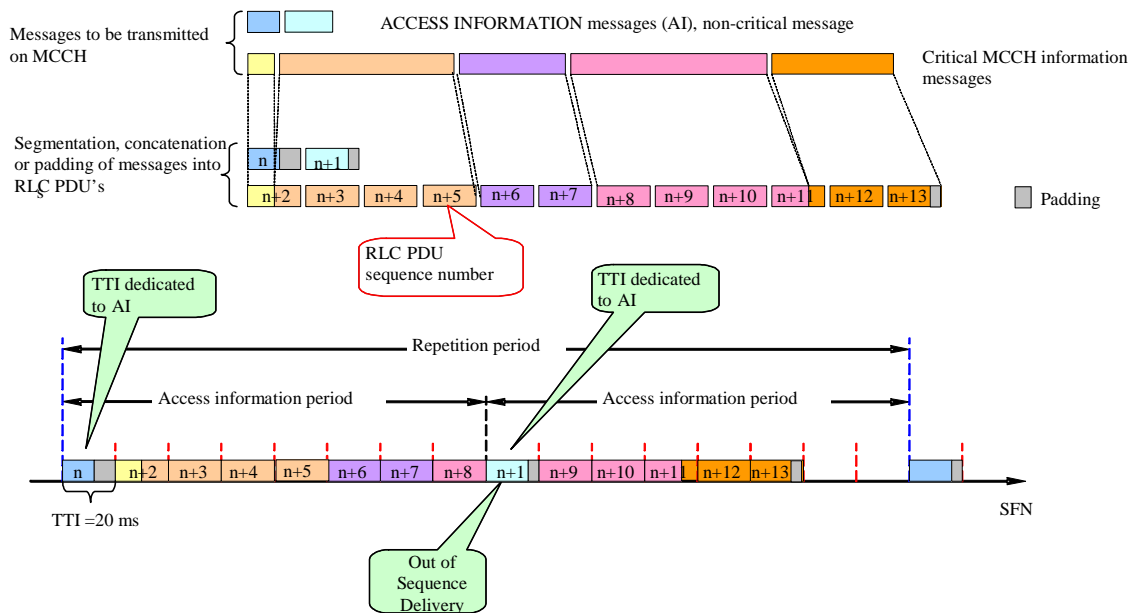 Messages to be transmitted
on MCCH
ACCESS INFORMATION messages (AI), non-critical message
Critical MCCH information
messages
Segmentation, concatenation
or padding of messages into
RLC PDU's
s
n
n+1
n+2
n+3
n+4
n+5
n+6
n+7
n+8
n+9
n+10
n+11
n+12
n+13
Padding
RLC PDU
sequence number
TTI dedicated
to AI
TTI dedicated
to AI
Repetition period
Access information period
Access information period
n
n+2
n+3
n+4
n+5
n+6
n+7
n+8
n+1
n+9
n+10
n+11
n+12
n+13
TTI =20 ms
SFN
Out of
Sequence
Delivery